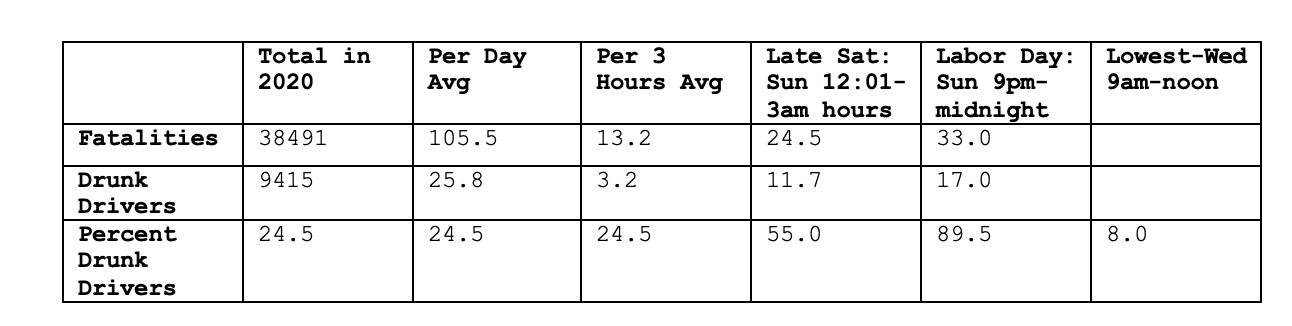 Total in 2020 Per Day Avg Per 3 Hours Avg Late Sat: Sun 12:01-3am hours Labor Day: Sun 9pm-midnight Lowest-Wed 9am-noon
Fatalities 38491 105.5 13.2 24.5 33.0
Drunk Drivers 9415 25.8 3.2 11.7 17.0
Percent Drunk Drivers 24.5 24.5 24.5 55.0 89.5 8.0